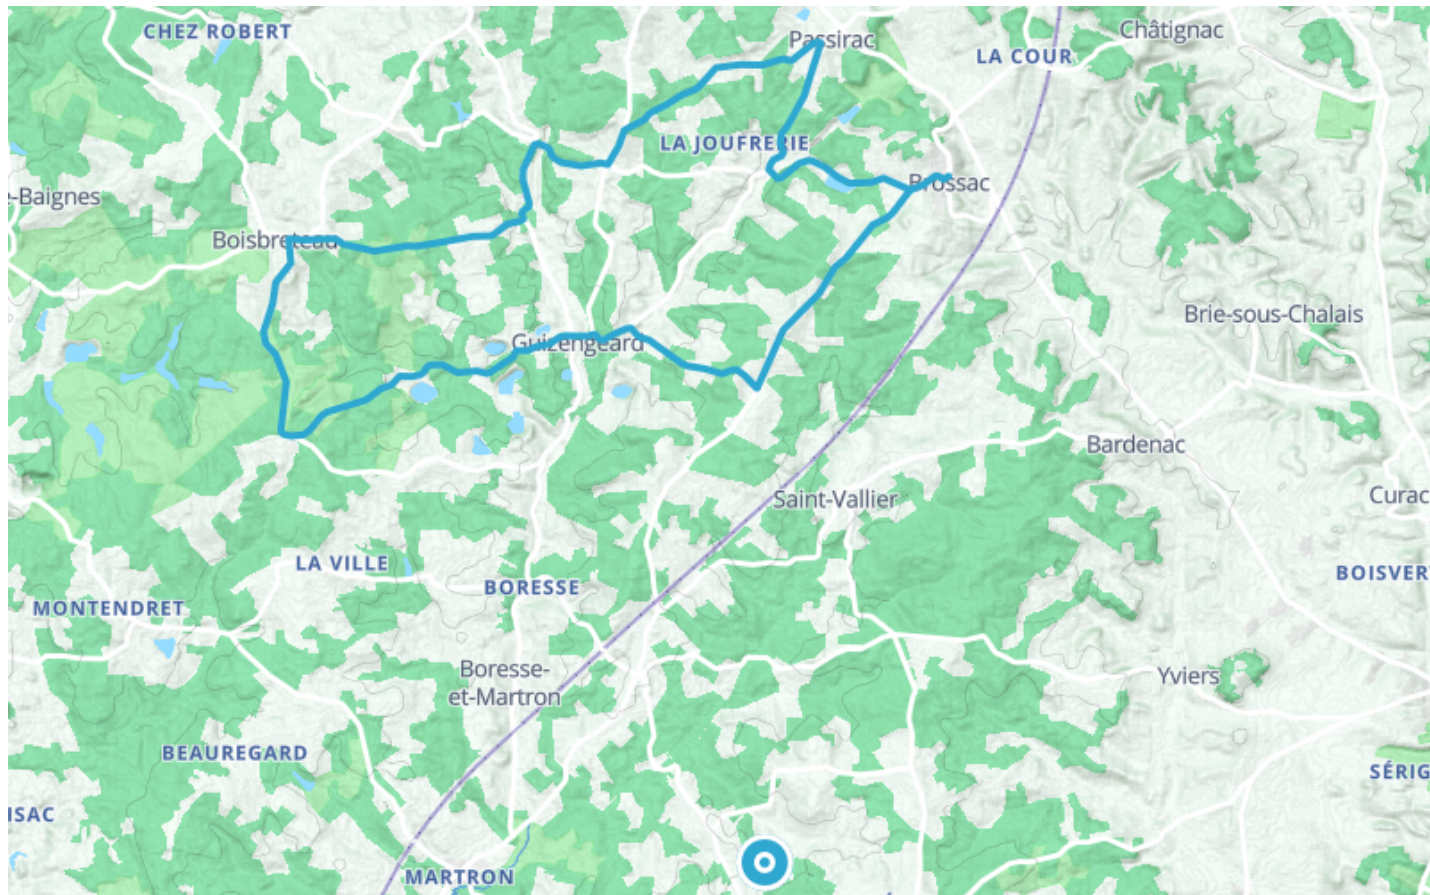 CHEZ ROBERT
Passirac
Châtignac
LA COUR
LA JOUFRERIE
e-Baignes
Brossac
Boisbreteau
Brie-sous-Chalais
Guizengeard
Bardenac
Saint-Vallier
Curac
LA VILLE
BORESSE
BOISVER
MONTENDRET
Boresse-
et-Martron
Yviers
BEAUREGARD
SÉRIG
ISAC
MARTRON